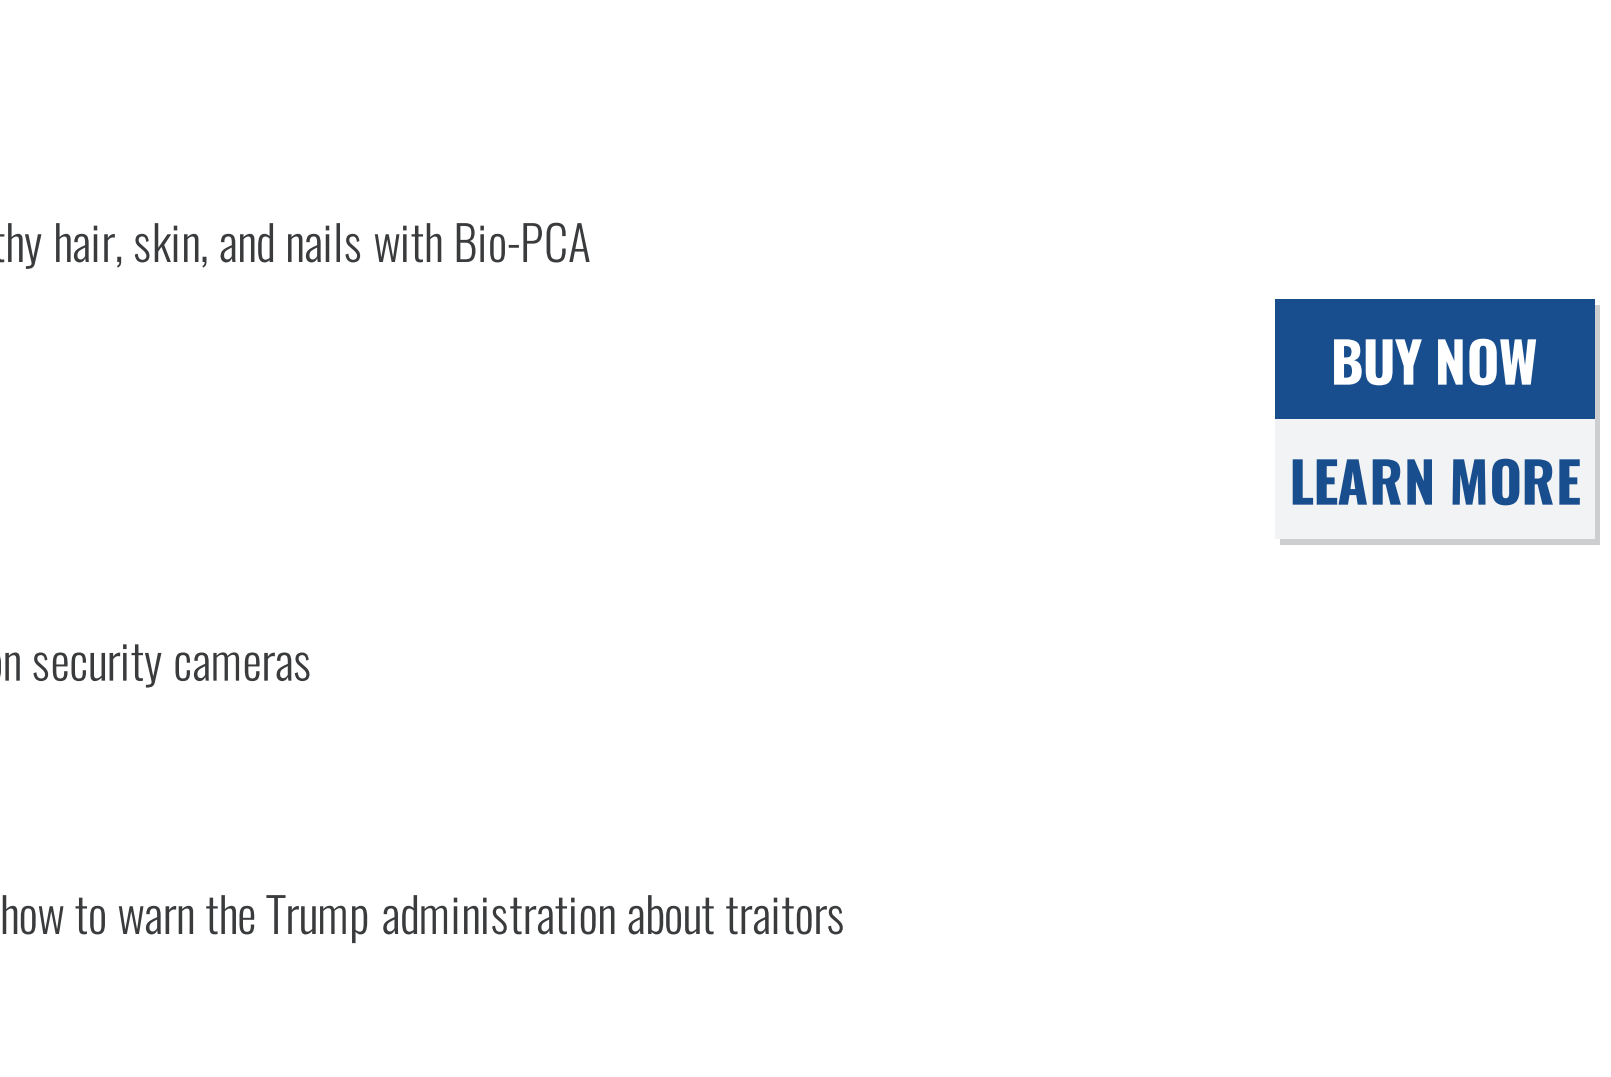 hair, skin, and nails with Bio-PCA
BUY NOW
LEARN MORE
security cameras
how to warn the Trump administration about traitors